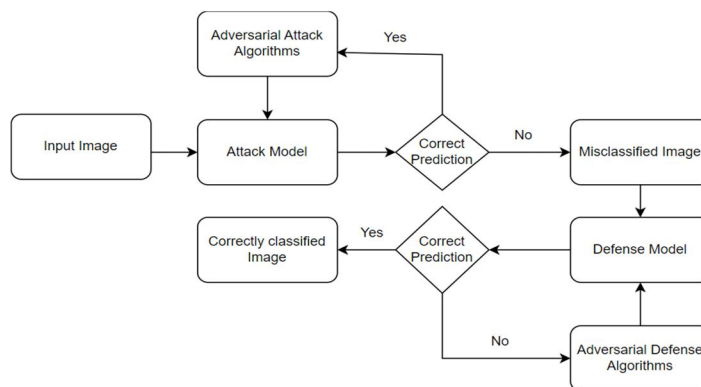 Adversarial Attack
Algorithms
Yes
Input Image
Attack Model
Correct
Prediction
No
Misclassified Image
Correctly classified
Image
Yes
Correct
Prediction
Defense Model
No
Adversarial Defense
Algorithms